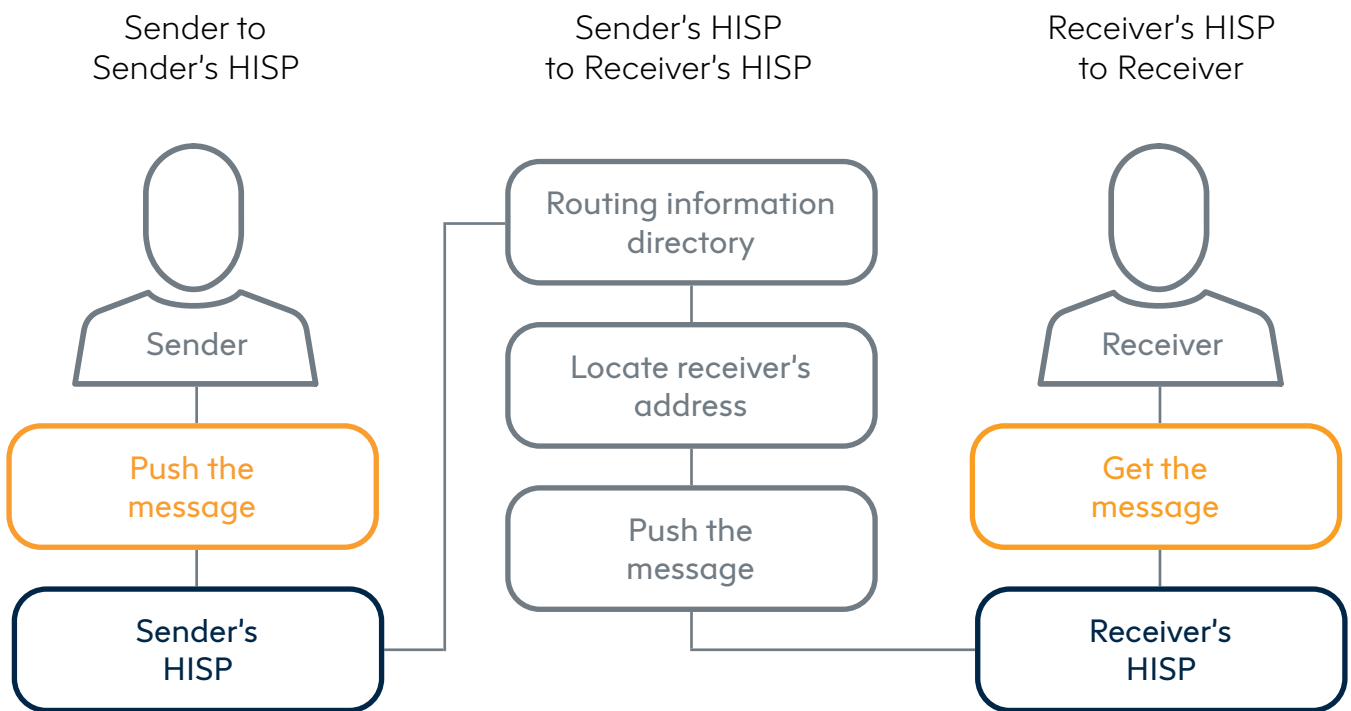 Sender to
Sender's HISP
Sender's HISP
to Receiver's HISP
Receiver's HISP
to Receiver
Sender
Push the
message
Sender's
HISP
Routing information
directory
Locate receiver's
address
Push the
message
Receiver
Get the
message
Receiver's
HISP